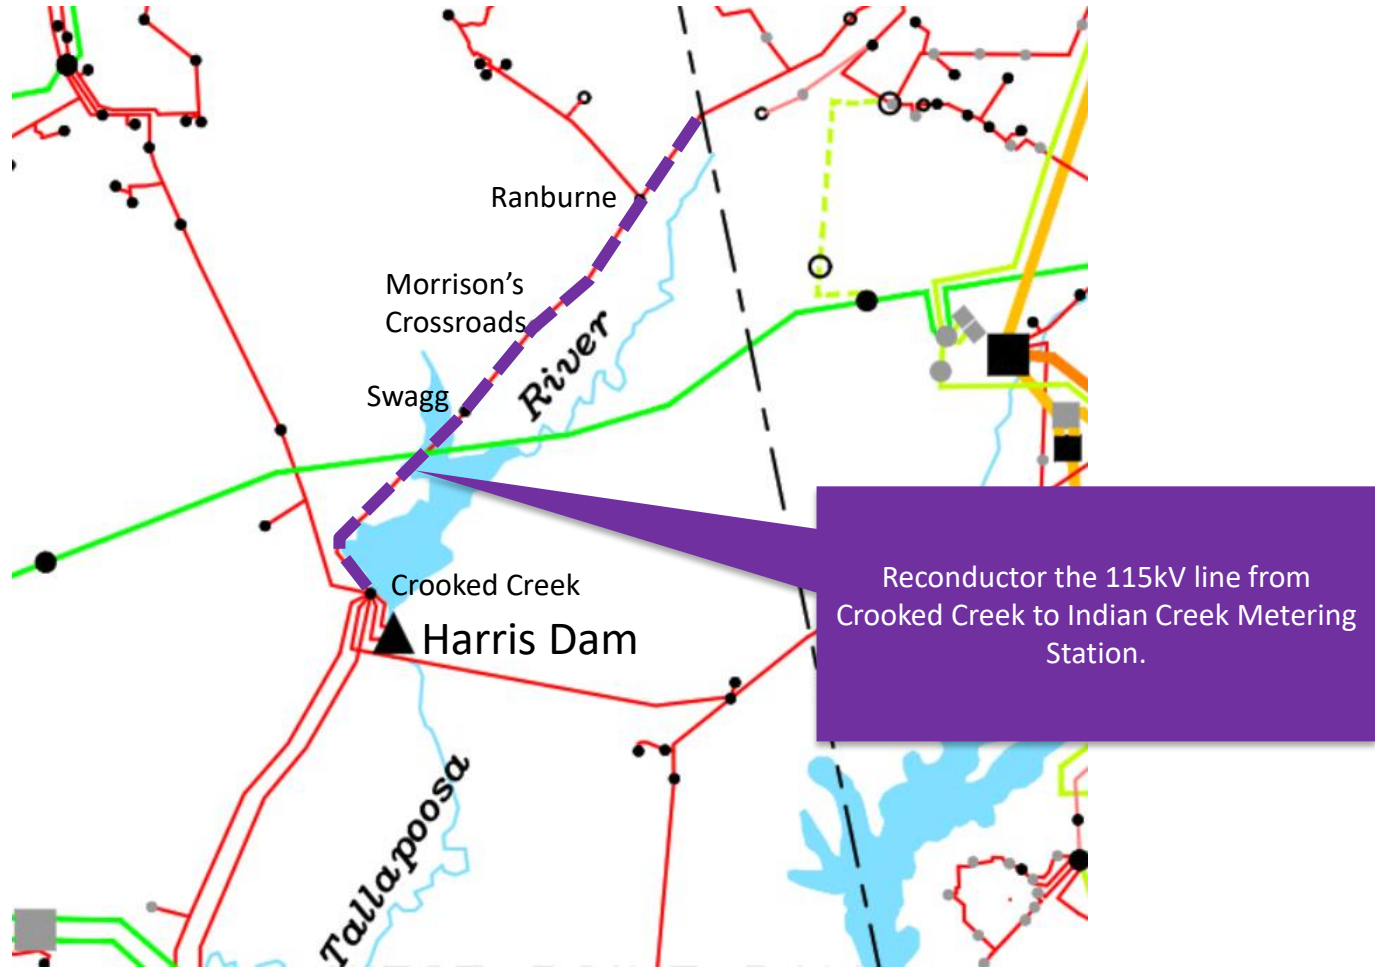 Ranburne
Morrison's
Crossroads
River
Swagg
Crooked Creek
Harris Dam
Reconductor the 115kV line from
Crooked Creek to Indian Creek Metering
Station.
Tallapoosa